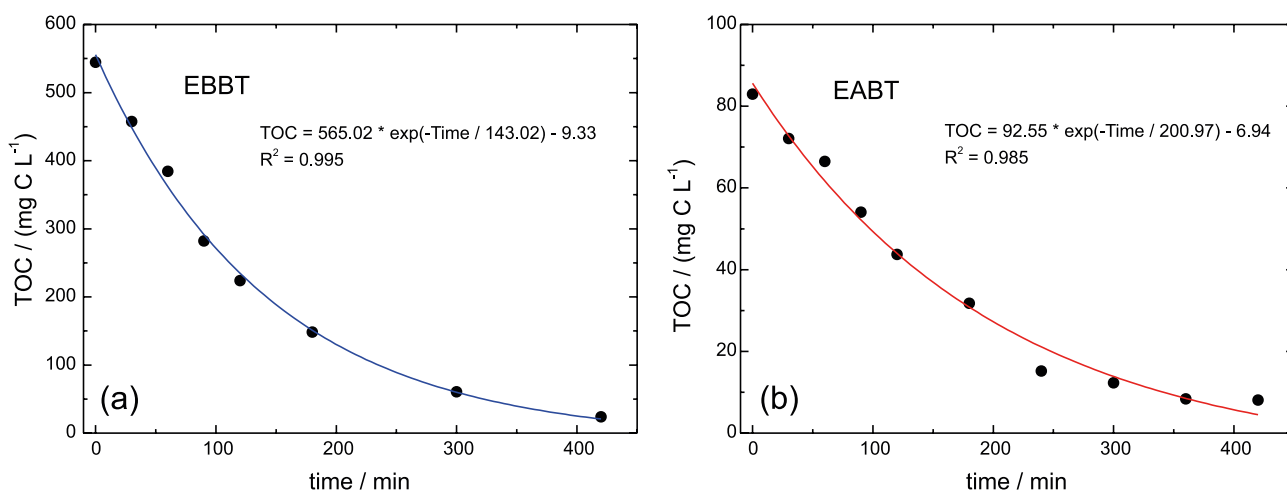 600
500
400
300
200
100
0
TOC / (mg C L⁻¹)
EBBT
TOC = 565.02 * exp(-Time / 143.02) - 9.33
R² = 0.995
(a)
0
100
200
300
400
time / min
100
80
60
40
20
0
TOC / (mg C L⁻¹)
EABT
TOC = 92.55 * exp(-Time / 200.97) - 6.94
R² = 0.985
(b)
0
100
200
300
400
time / min